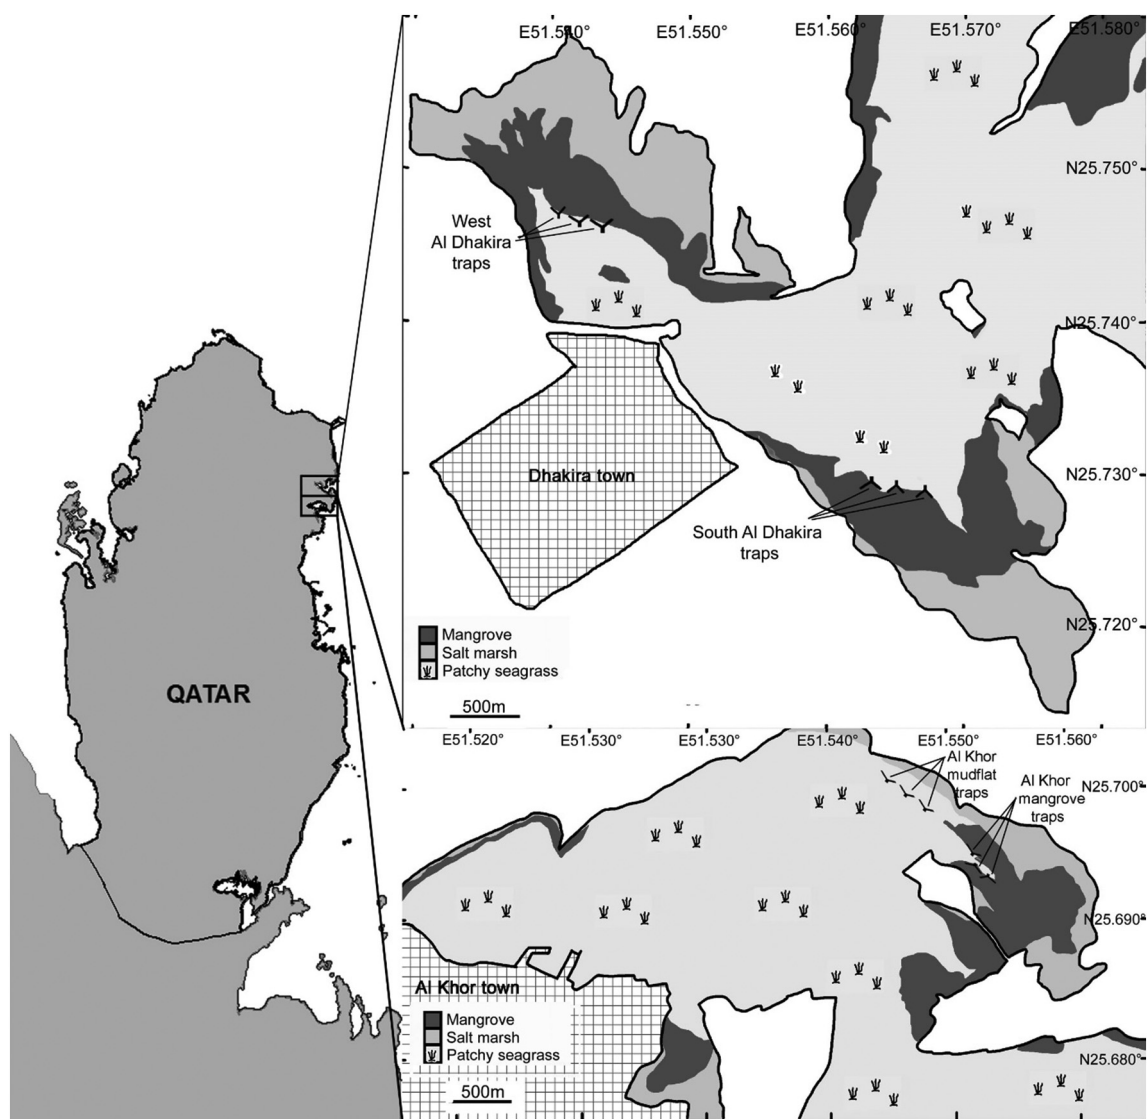 E51.540°
E51.550°
E51.560°
E51.570°
E51.580°
N25.750°
West
Al Dhakira
traps
N25.740°
Dhakira town
N25.730°
South Al Dhakira
traps
N25.720°
Mangrove
Salt marsh
Patchy seagrass
500m
QATAR
E51.520°
E51.530°
E51.530°
E51.540°
E51.550°
E51.560°
Al Khor
mudflat
traps
N25.700°
Al Khor
mangrove
traps
N25.690°
Al Khor town
Mangrove
Salt marsh
Patchy seagrass
N25.680°
500m